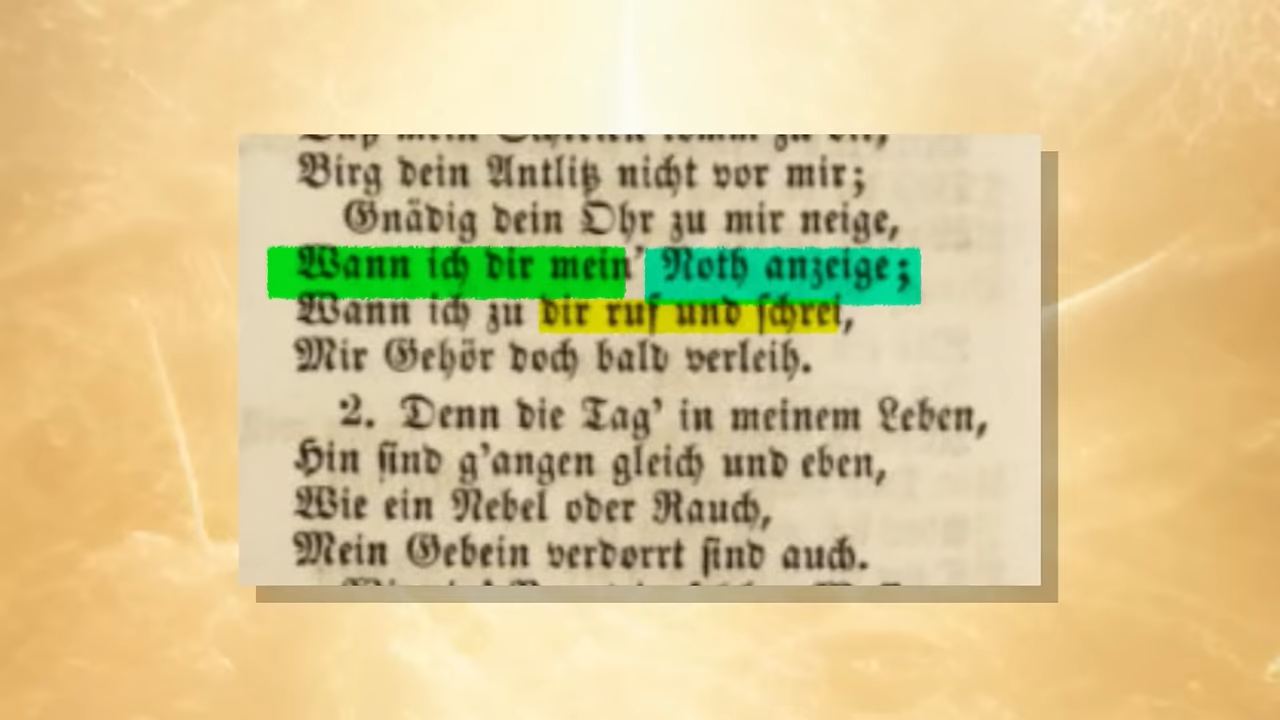 Birg dein Antlitz nicht vor mir;
Gnädig dein Ohr zu mir neige,
Wann ich dir mein' Noth anzeige;
Wann ich zu dir ruf und schrei,
Mir Gehör doch bald verleih.
2. Denn die Tag' in meinem Leben,
Hin sind g'angen gleich und eben,
Wie ein Nebel oder Rauch,
Mein Gebein verdorrt sind auch.